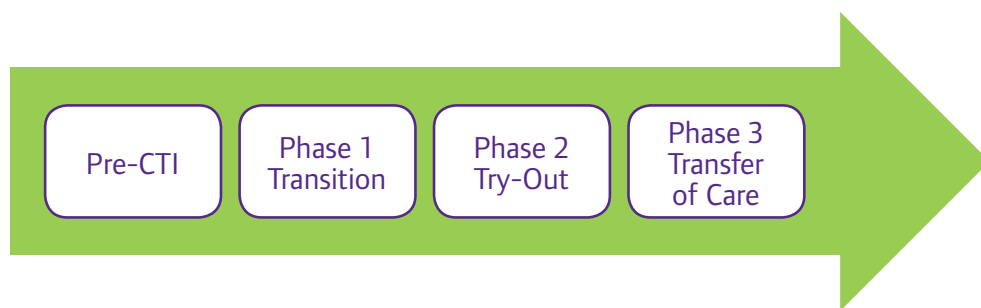 Pre-CTI
Phase 1
Transition
Phase 2
Try-Out
Phase 3
Transfer
of Care